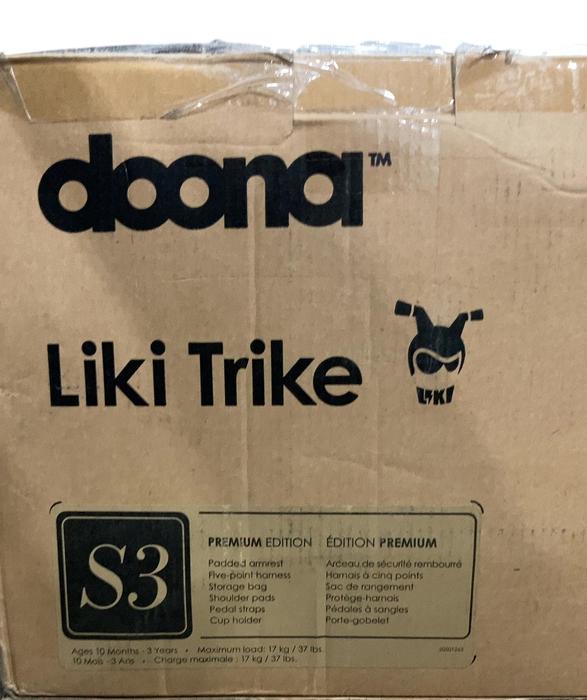 doona™
Liki Trike
LIKI
S3
PREMIUM EDITION
Padded armrest
Five-point harness
Storage bag
Shoulder pads
Pedal straps
Cup holder
ÉDITION PREMIUM
Arceau de sécurité rembourré
Harnais à cinq points
Sac de rangement
Protège-harnais
Pédales à sangles
Porte-gobelet
Ages 10 Months - 3 Years • Maximum load: 17 kg / 37 lbs.
10 Mois - 3 Ans • Charge maximale : 17 kg / 37 lbs.